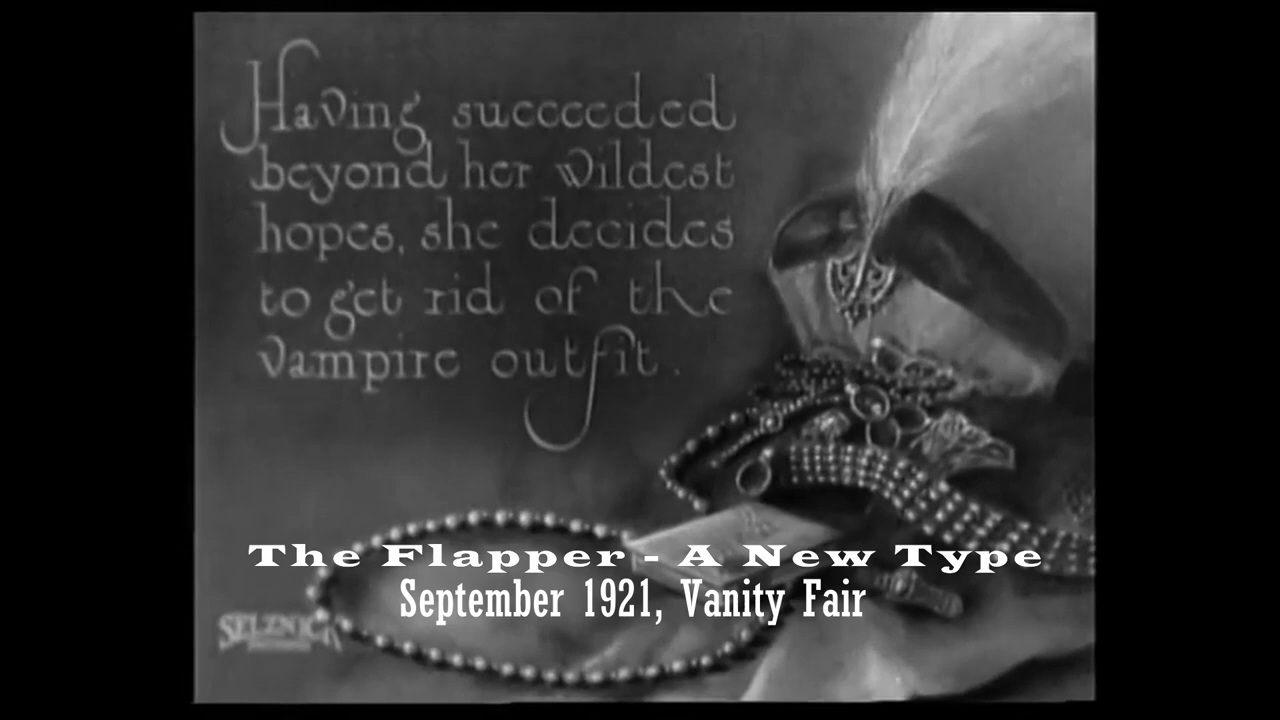 Having succeeded
beyond her wildest
hopes, she decides
to get rid of the
vampire outfit.
The Flapper - A New Type
September 1921, Vanity Fair
SELZNICK